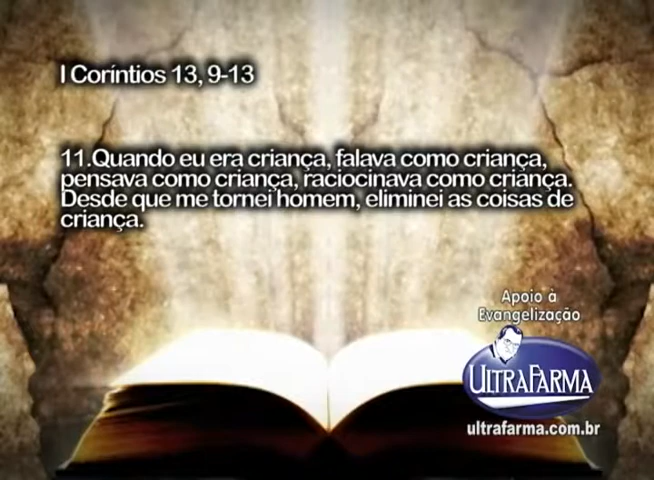 I Coríntios 13, 9-13
11.Quando eu era criança, falava como criança,
pensava como criança, raciocinava como criança.
Desde que me tornei homem, eliminei as coisas de
criança.
Apoio à
Evangelização
ULTRAFARMA
ultrafarma.com.br